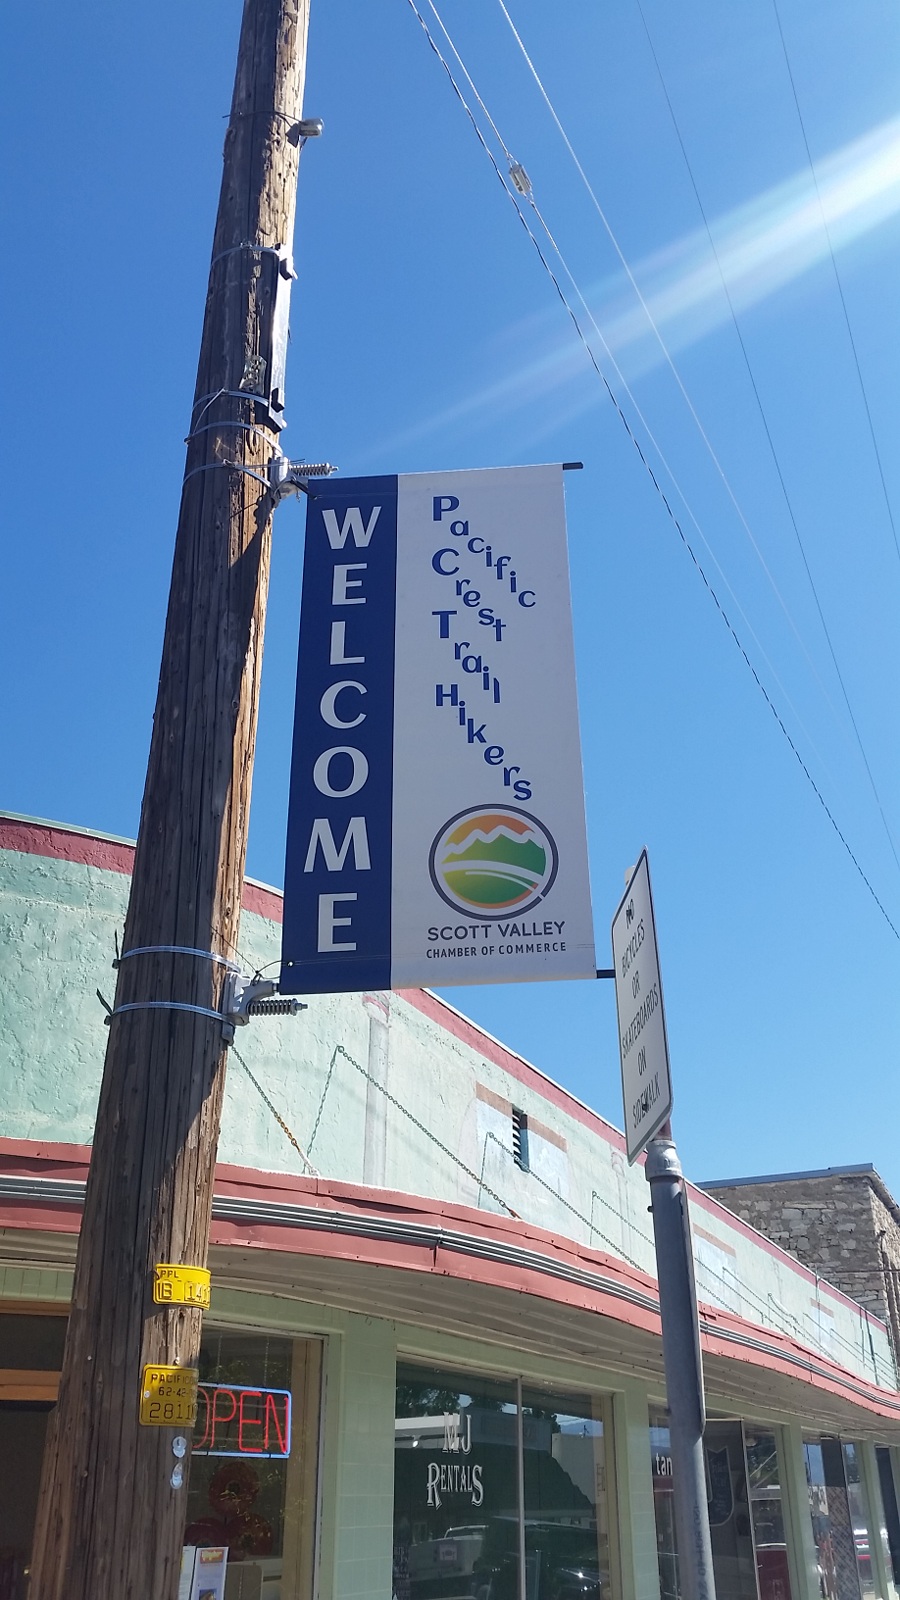 WELCOME
Pacific
Crest
Trail
Hikers
SCOTT VALLEY
CHAMBER OF COMMERCE
NO
BICYCLES
OR
SKATEBOARDS
ON
SIDEWALK
PPL
PACIFIC
OPEN
MJ
RENTALS